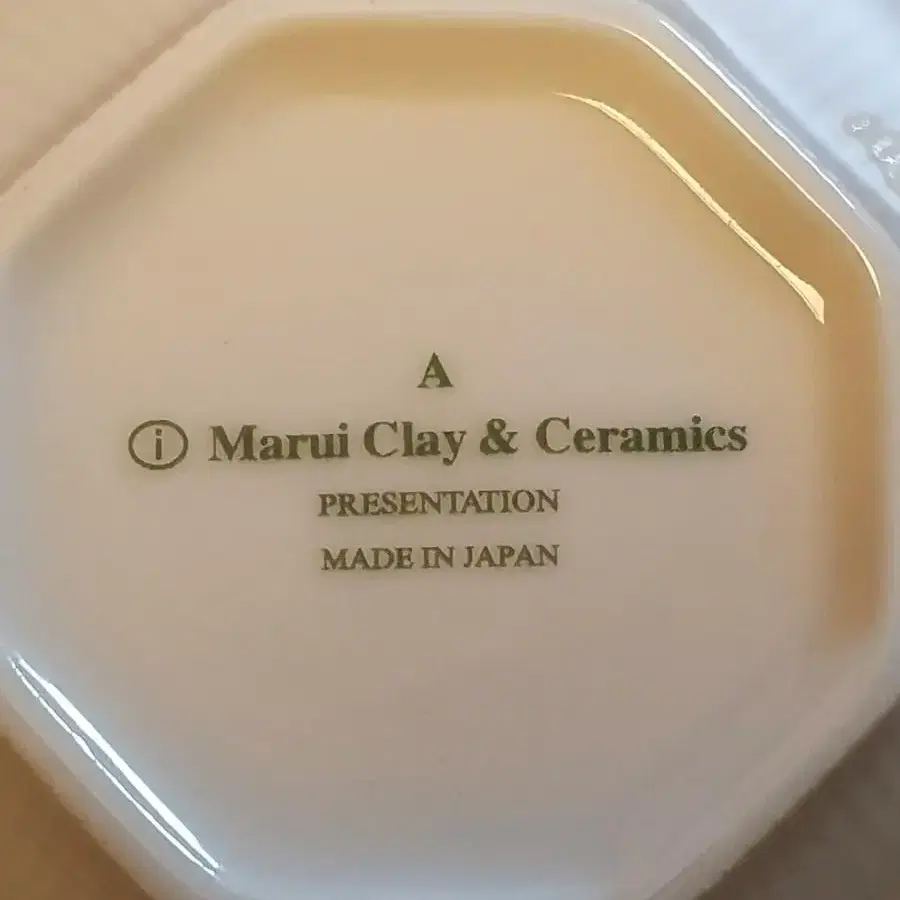 A
i Marui Clay & Ceramics
PRESENTATION
MADE IN JAPAN